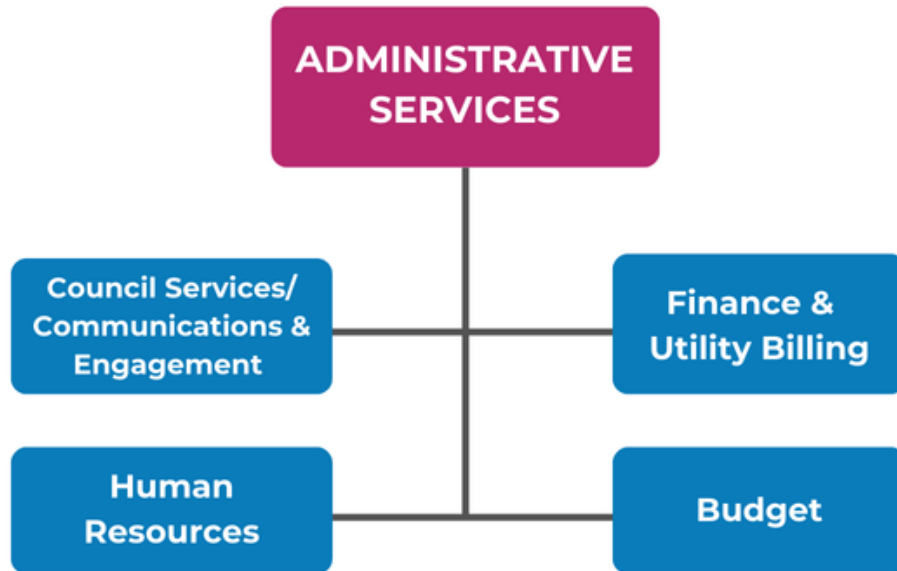 ADMINISTRATIVE
SERVICES
Council Services/
Communications &
Engagement
Finance &
Utility Billing
Human
Resources
Budget